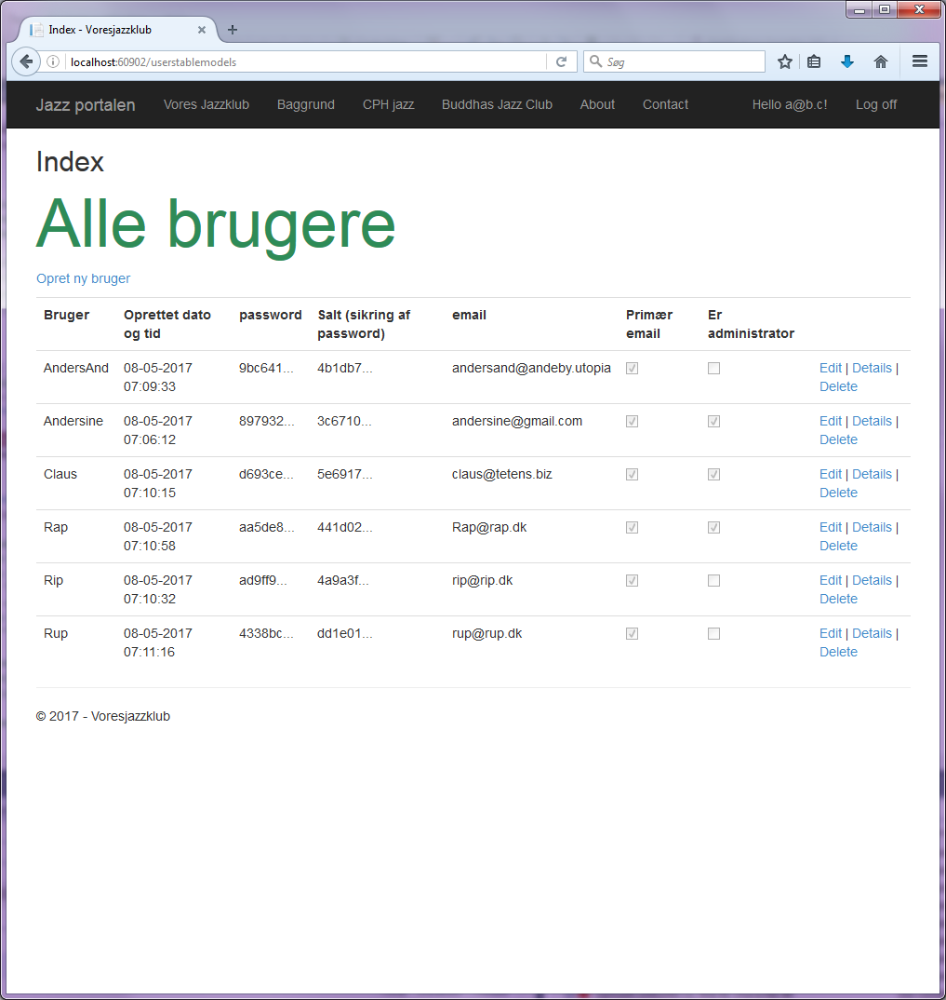 Index - Voresjazzklub
localhost:60902/userstablemodels
Søg
Jazz portalen Vores Jazzklub Baggrund CPH jazz Buddhas Jazz Club About Contact Hello a@b.c! Log off
Index
Alle brugere
Opret ny bruger
Bruger Oprettet dato password Salt (sikring af email Primær Er
og tid password) email administrator
AndersAnd 08-05-2017 9bc641... 4b1db7... andersand@andeby.utopia Edit | Details |
07:09:33 Delete
Andersine 08-05-2017 897932... 3c6710... andersine@gmail.com Edit | Details |
07:06:12 Delete
Claus 08-05-2017 d693ce... 5e6917... claus@tetens.biz Edit | Details |
07:10:15 Delete
Rap 08-05-2017 aa5de8... 441d02... Rap@rap.dk Edit | Details |
07:10:58 Delete
Rip 08-05-2017 ad9ff9... 4a9a3f... rip@rip.dk Edit | Details |
07:10:32 Delete
Rup 08-05-2017 4338bc... dd1e01... rup@rup.dk Edit | Details |
07:11:16 Delete
© 2017 - Voresjazzklub